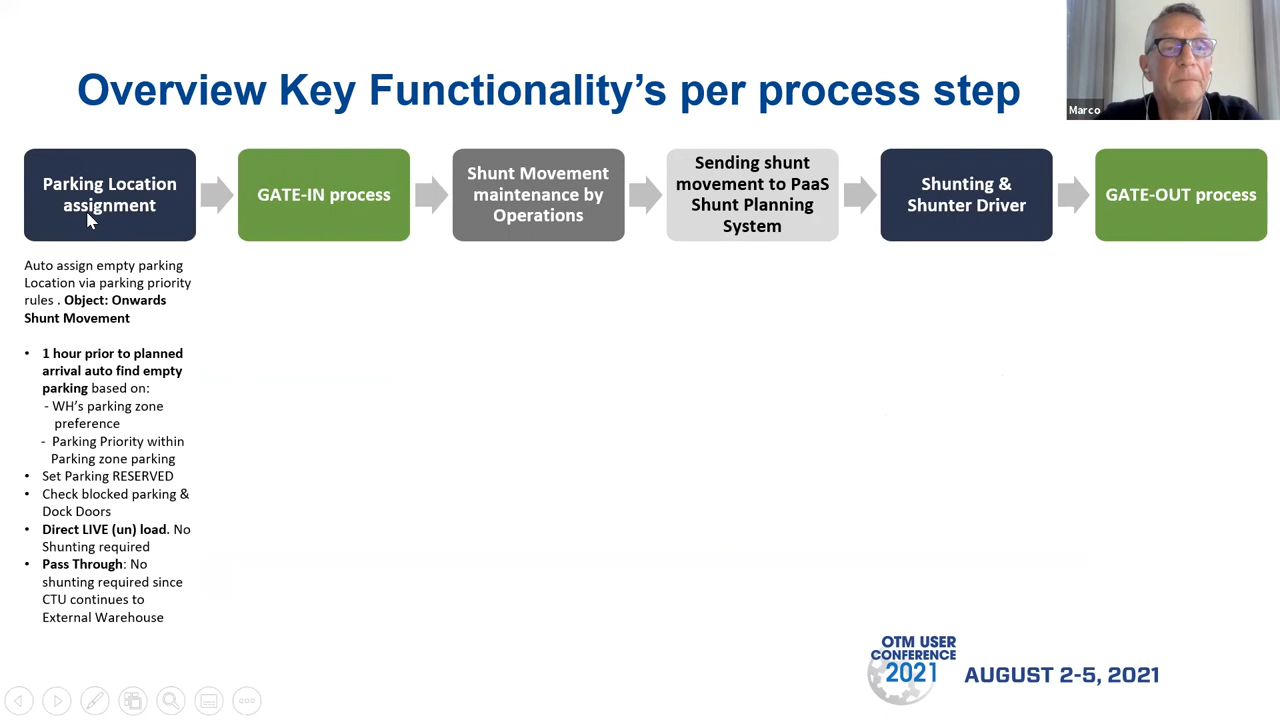 Marco
Overview Key Functionality's per process step
Parking Location
assignment
GATE-IN process
Shunt Movement
maintenance by
Operations
Sending shunt
movement to PaaS
Shunt Planning
System
Shunting &
Shunter Driver
GATE-OUT process
Auto assign empty parking
Location via parking priority
rules . Object: Onwards
Shunt Movement
• 1 hour prior to planned
arrival auto find empty
parking based on:
- WH's parking zone
preference
- Parking Priority within
Parking zone parking
• Set Parking RESERVED
• Check blocked parking &
Dock Doors
• Direct LIVE (un) load. No
Shunting required
• Pass Through: No
shunting required since
CTU continues to
External Warehouse
OTM USER
CONFERENCE
2021
AUGUST 2-5, 2021